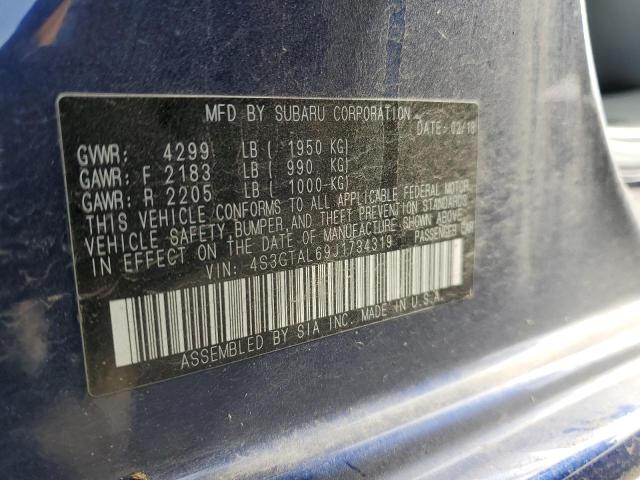 MFD BY SUBARU CORPORATION
DATE: 02/18
GVWR: 4299 LB ( 1950 KG)
GAWR: F 2183 LB ( 990 KG)
GAWR: R 2205 LB ( 1000 KG)
THIS VEHICLE CONFORMS TO ALL APPLICABLE FEDERAL MOTOR
VEHICLE SAFETY, BUMPER, AND THEFT PREVENTION STANDARDS
IN EFFECT ON THE DATE OF MANUFACTURE SHOWN ABOVE.
VIN: 4S3GTAL69J1734319 PASSENGER CAR
ASSEMBLED BY SIA INC. MADE IN U.S.A.